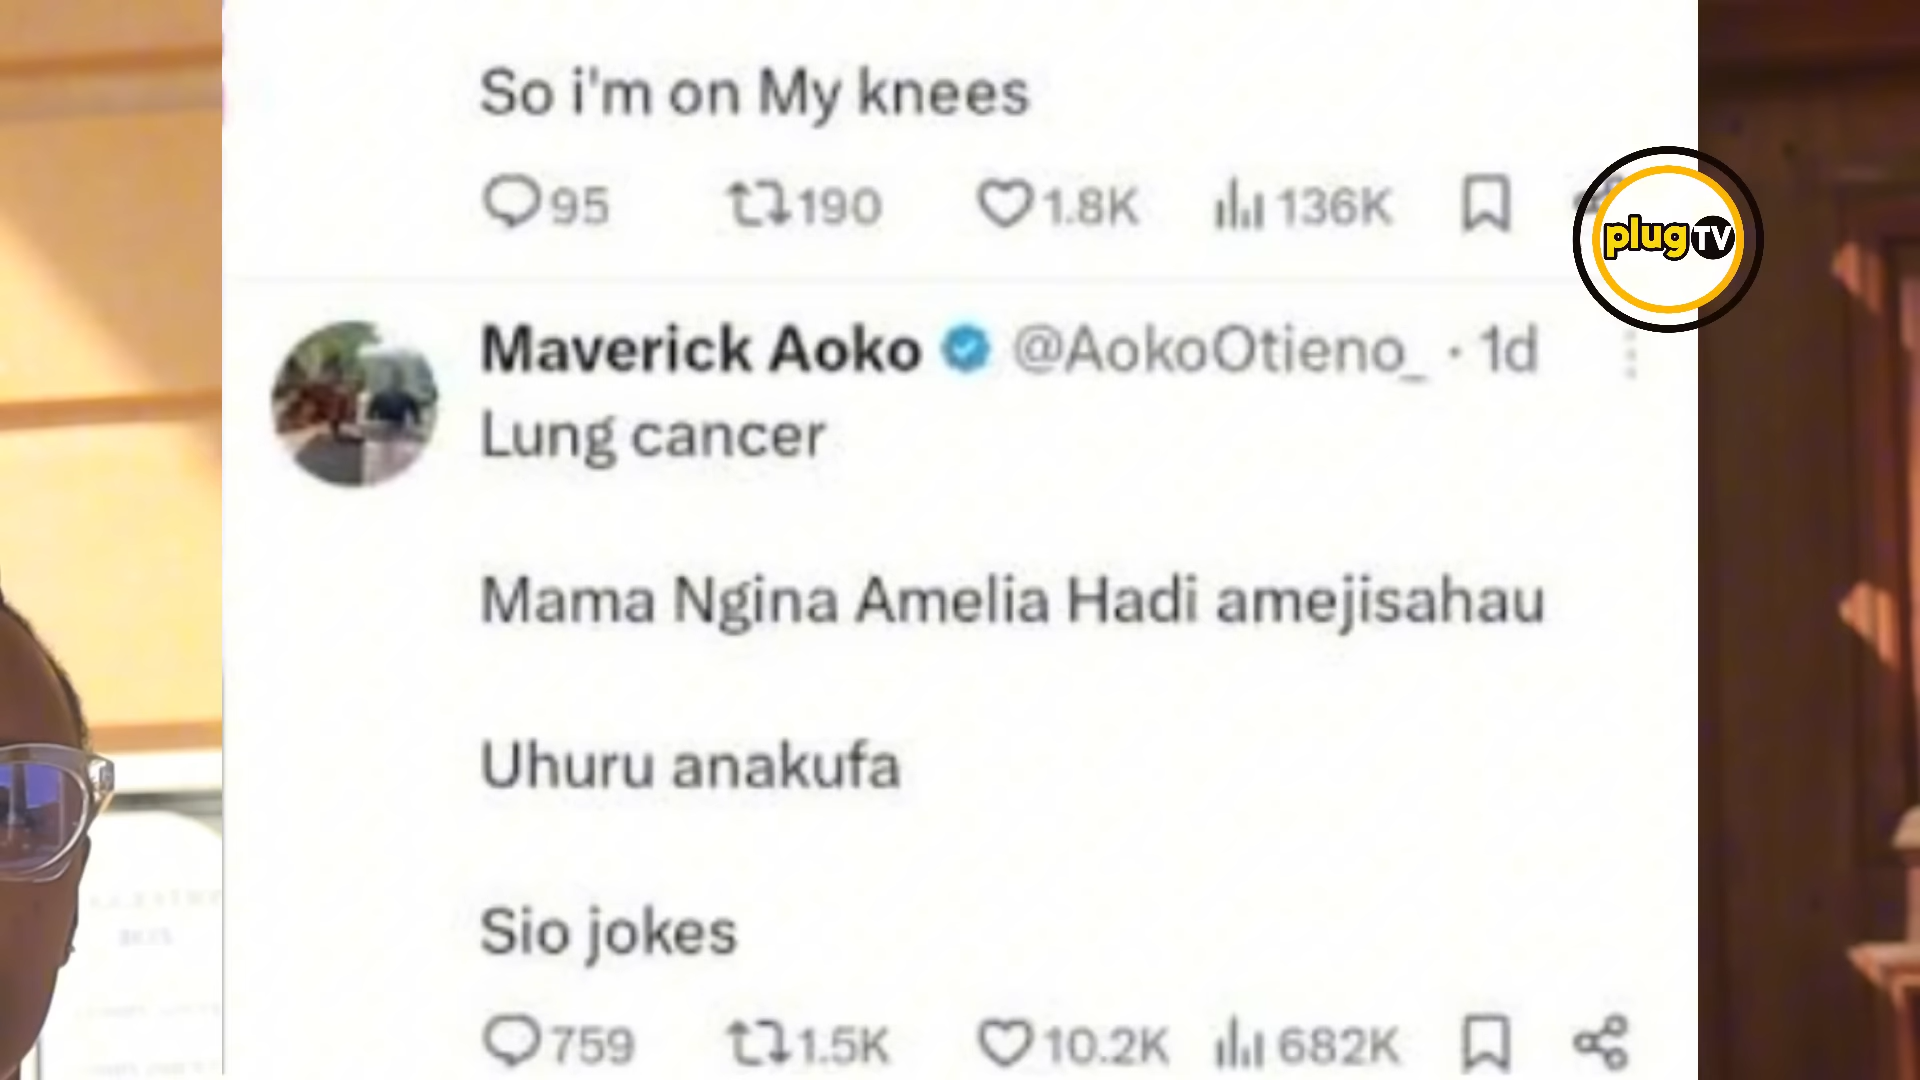 So i'm on My knees
95 190 1.8K 136K
plug TV
Maverick Aoko @AokoOtieno_ · 1d
Lung cancer
Mama Ngina Amelia Hadi amejisahau
Uhuru anakufa
Sio jokes
759 1.5K 10.2K 682K